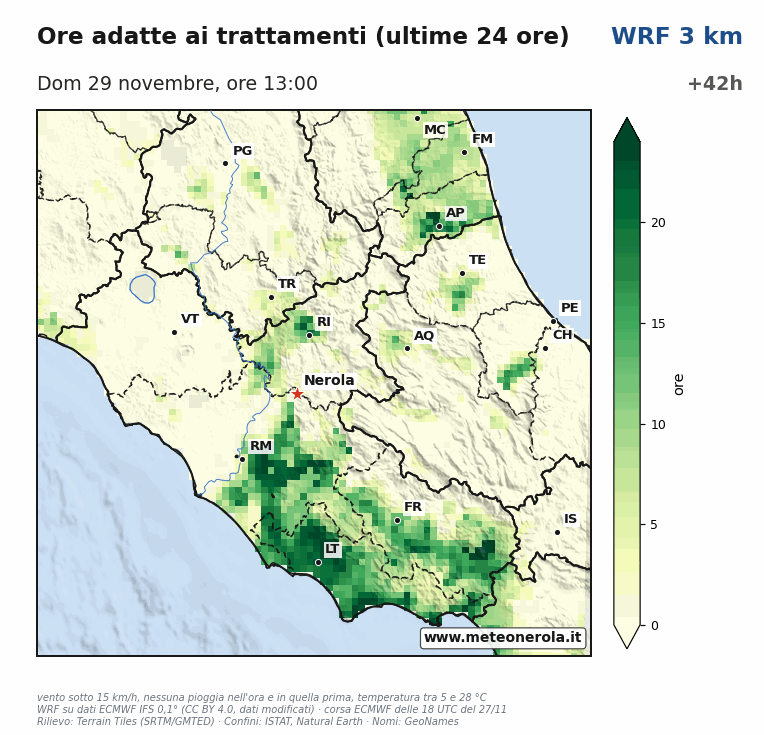 Ore adatte ai trattamenti (ultime 24 ore)
WRF 3 km
Dom 29 novembre, ore 13:00
+42h
MC
FM
PG
AP
TE
TR
PE
VT
RI
AQ
CH
Nerola
RM
FR
IS
LT
www.meteonerola.it
20
15
10
5
0
ore
vento sotto 15 km/h, nessuna pioggia nell'ora e in quella prima, temperatura tra 5 e 28 °C
WRF su dati ECMWF IFS 0,1° (CC BY 4.0, dati modificati) · corsa ECMWF delle 18 UTC del 27/11
Rilievo: Terrain Tiles (SRTM/GMTED) · Confini: ISTAT, Natural Earth · Nomi: GeoNames